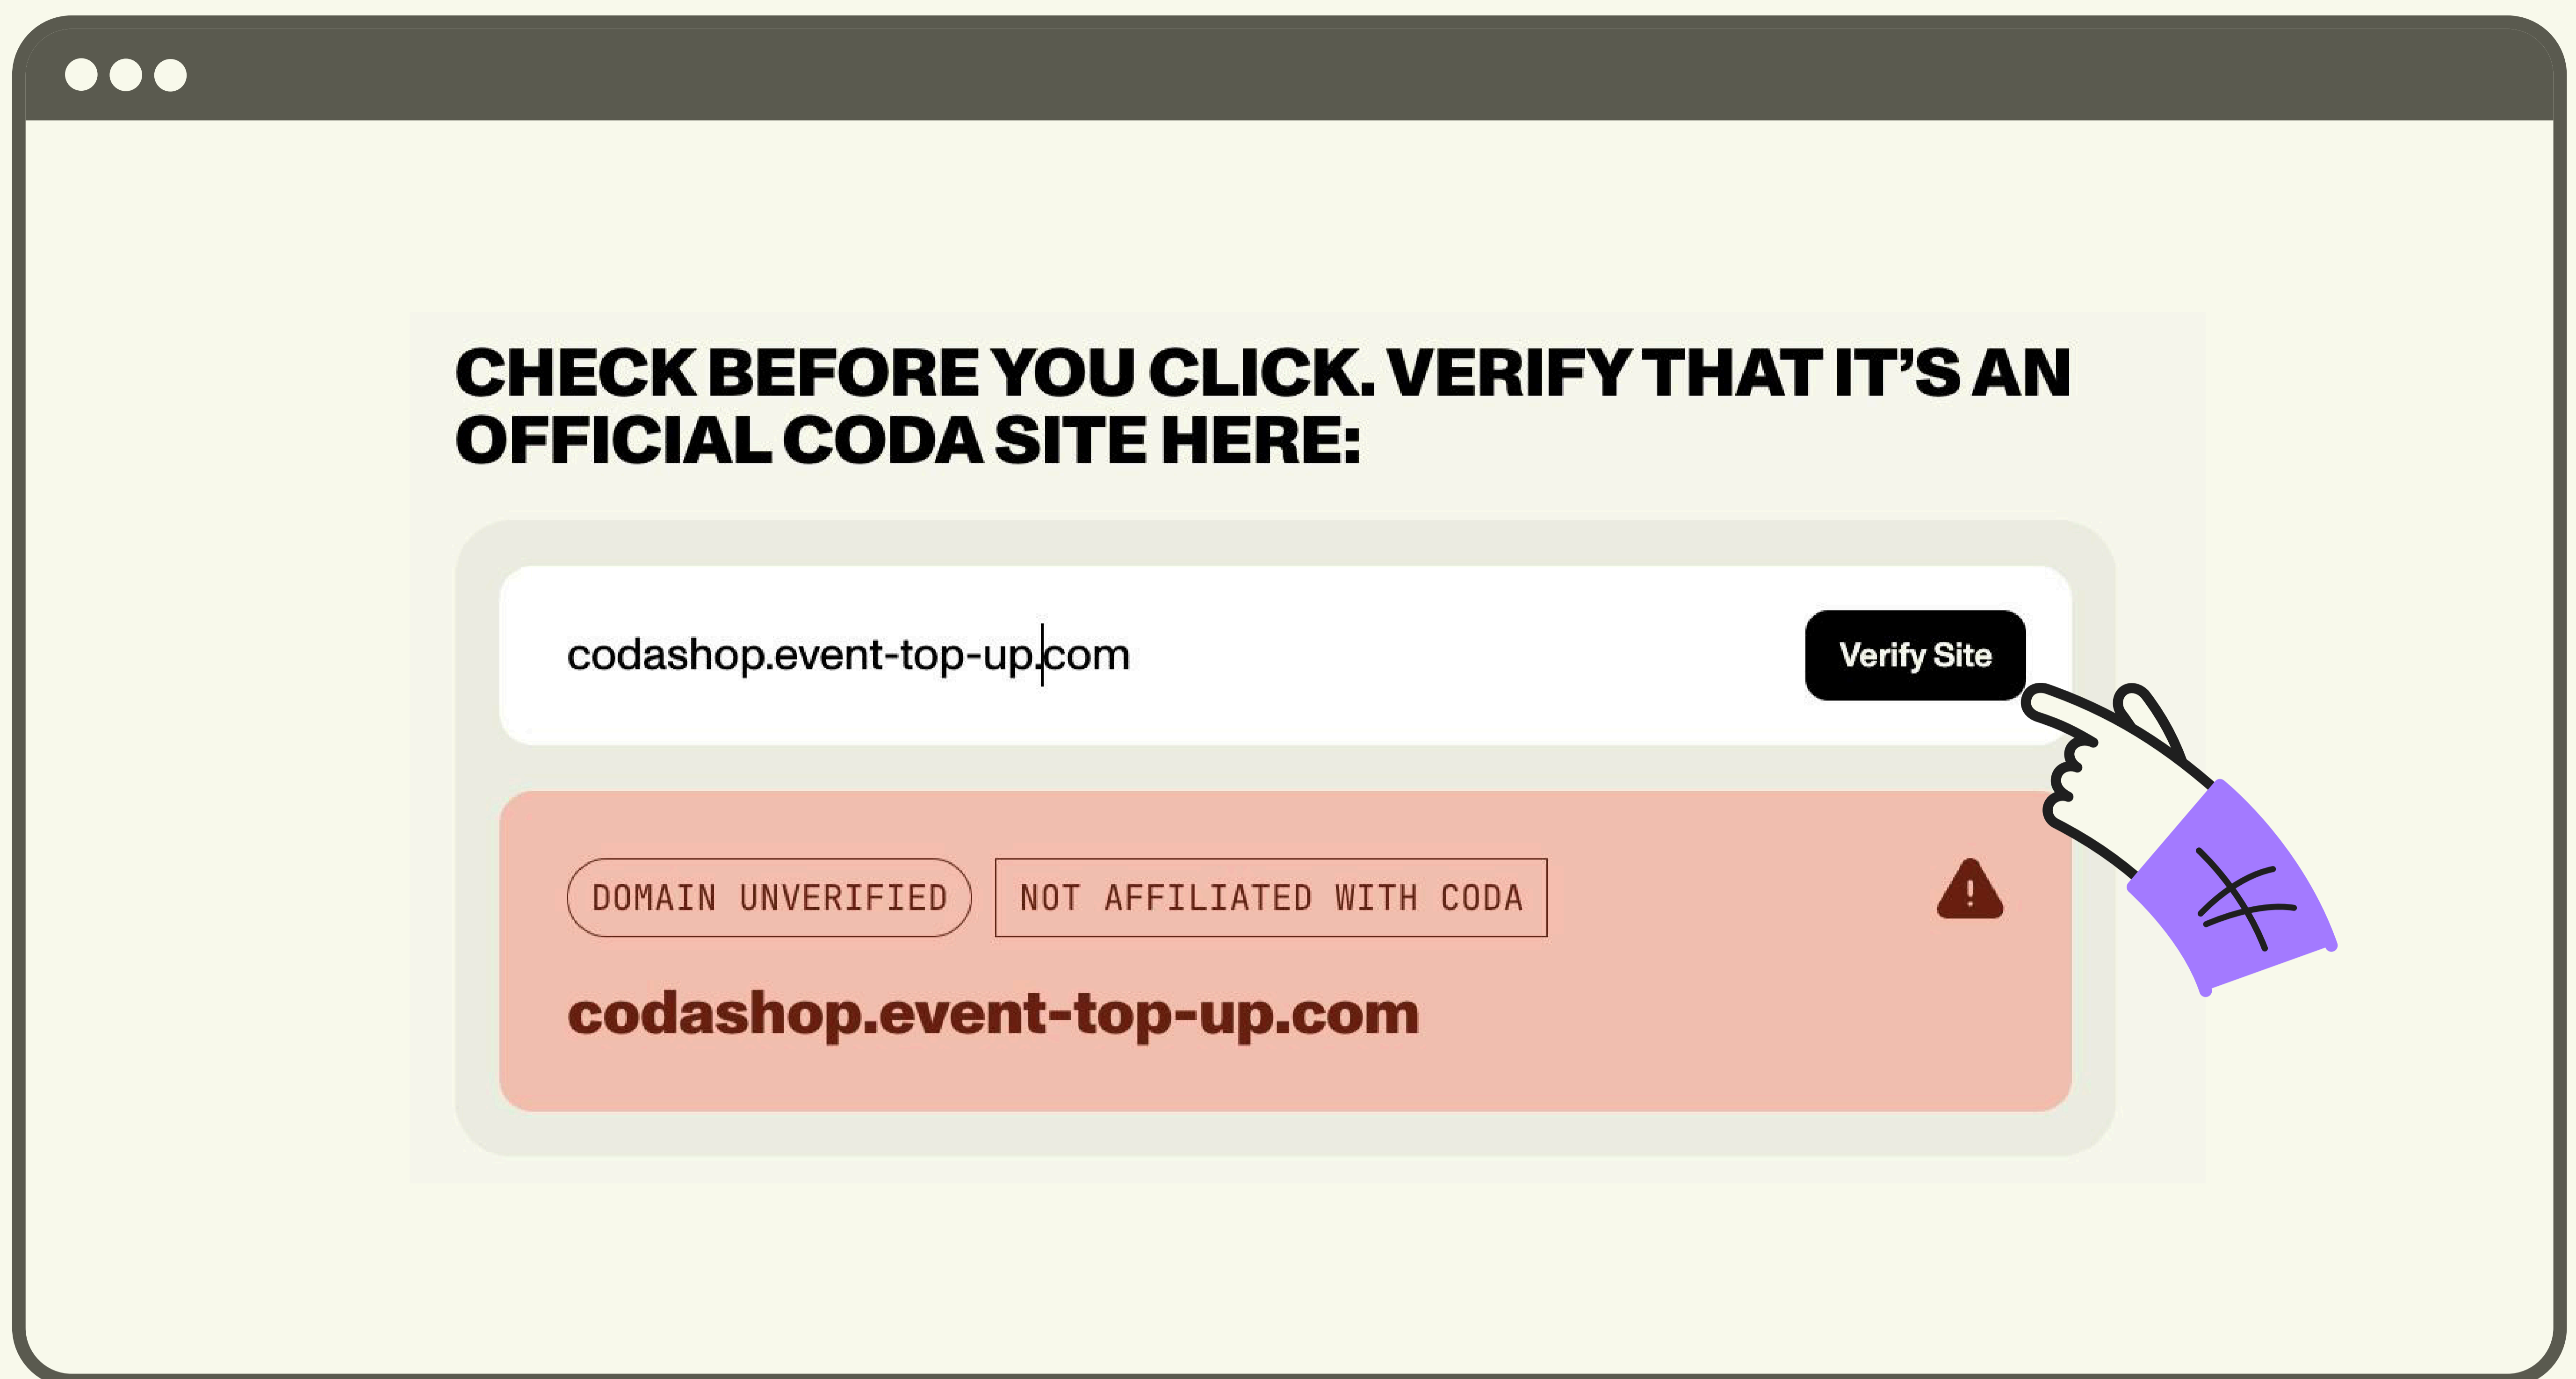 CHECK BEFORE YOU CLICK. VERIFY THAT IT’S AN
OFFICIAL CODA SITE HERE:
codashop.event-top-up.com
Verify Site
DOMAIN UNVERIFIED
NOT AFFILIATED WITH CODA
codashop.event-top-up.com